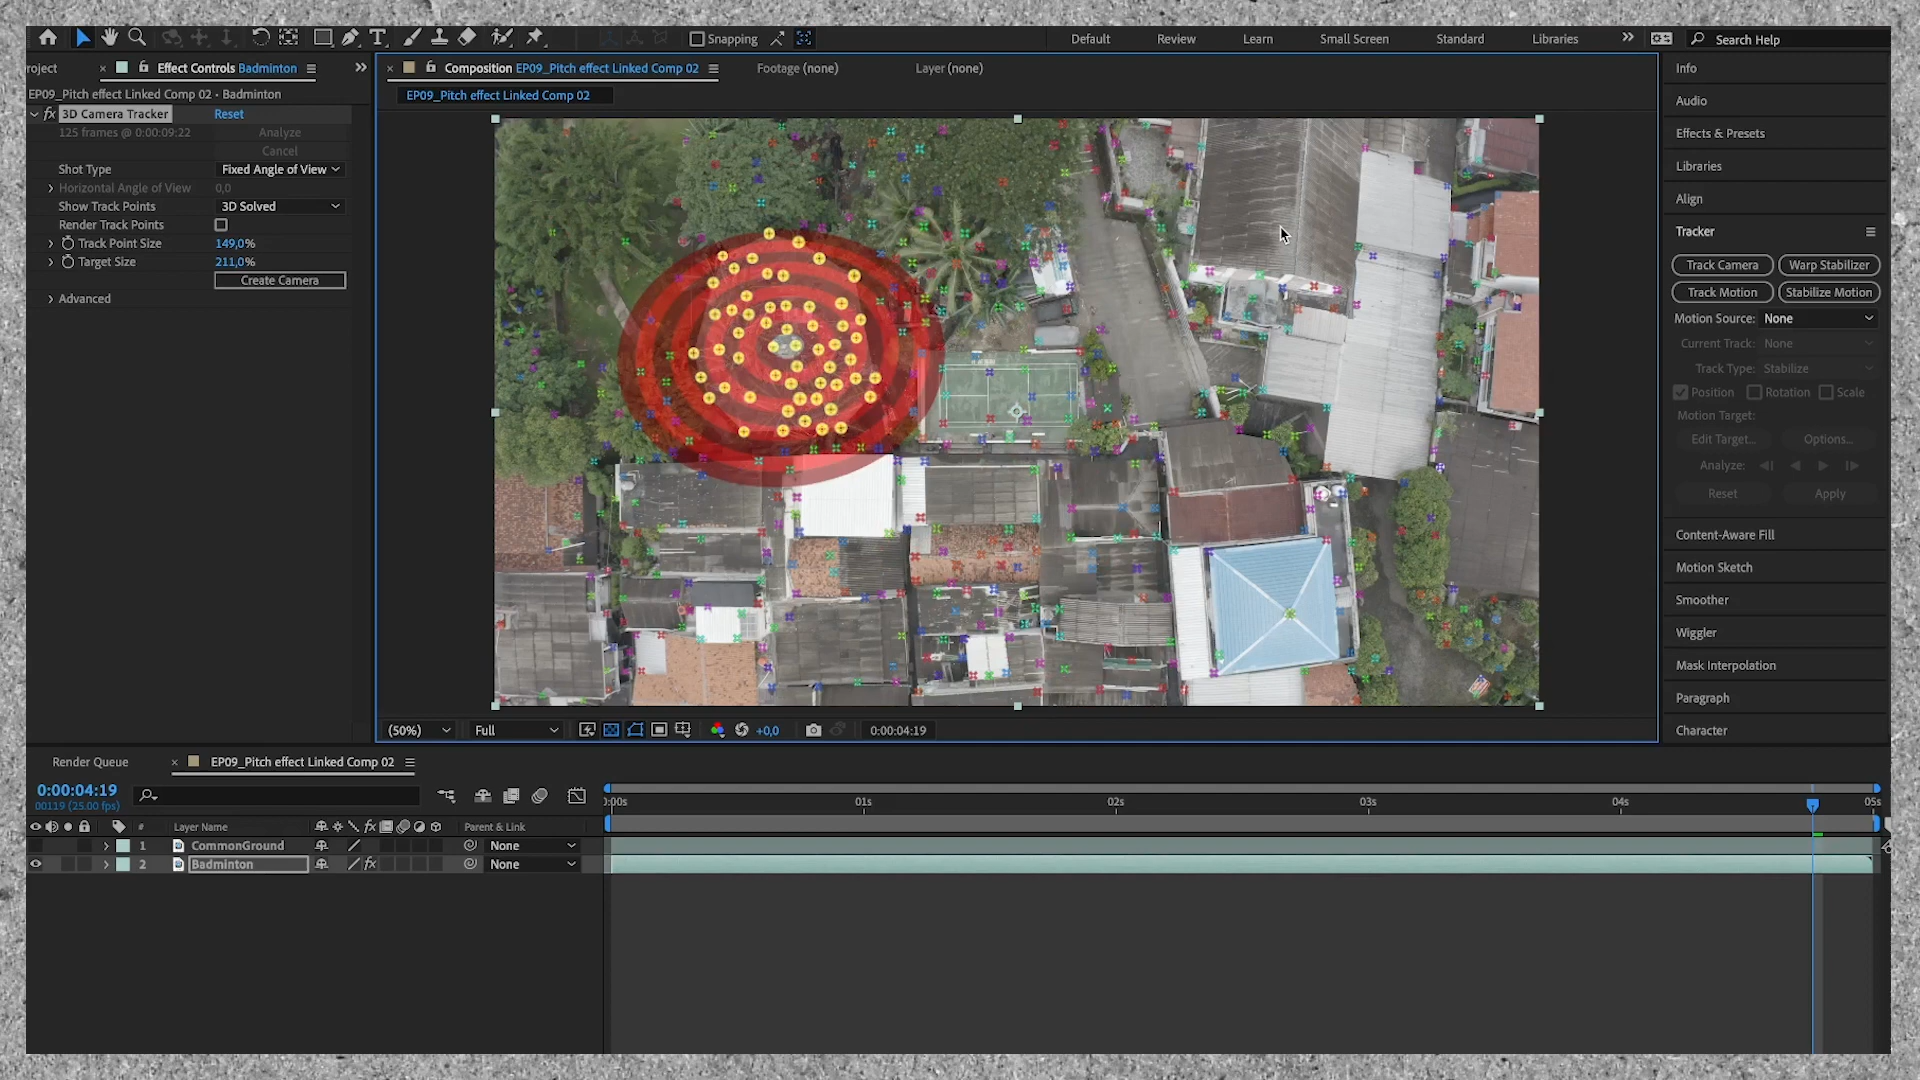 Snapping
Default
Review
Learn
Small Screen
Standard
Libraries
Search Help
roject
Effect Controls Badminton
Composition EP09_Pitch effect Linked Comp 02
Footage (none)
Layer (none)
EP09_Pitch effect Linked Comp 02 • Badminton
EP09_Pitch effect Linked Comp 02
fx 3D Camera Tracker
Reset
125 frames @ 0:00:09:22
Analyze
Cancel
Shot Type
Fixed Angle of View
Horizontal Angle of View
0,0
Show Track Points
3D Solved
Render Track Points
Track Point Size
149,0%
Target Size
211,0%
Create Camera
Advanced
Info
Audio
Effects & Presets
Libraries
Align
Tracker
Track Camera
Warp Stabilizer
Track Motion
Stabilize Motion
Motion Source: None
Current Track: None
Track Type: Stabilize
Position
Rotation
Scale
Motion Target:
Edit Target...
Options...
Analyze:
Reset
Apply
Content-Aware Fill
Motion Sketch
Smoother
Wiggler
Mask Interpolation
Paragraph
Character
(50%)
Full
+0,0
0:00:04:19
Render Queue
EP09_Pitch effect Linked Comp 02
0:00:04:19
00119 (25.00 fps)
0:00s
01s
02s
03s
04s
05s
#
Layer Name
fx
Parent & Link
1
CommonGround
None
2
Badminton
fx
None